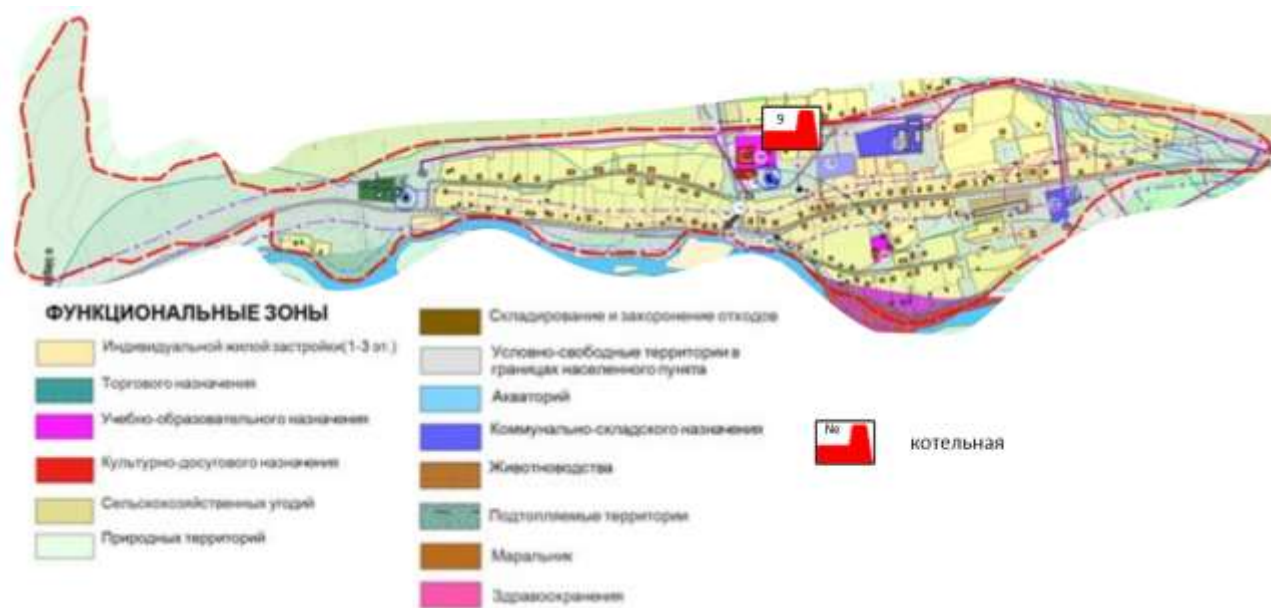 9
ФУНКЦИОНАЛЬНЫЕ ЗОНЫ
Индивидуальной жилой застройки(1-3 эт.)
Торгового назначения
Учебно-образовательного назначения
Культурно-досугового назначения
Сельскохозяйственных угодий
Природных территорий
Складирование и захоронение отходов
Условно-свободные территории в
границах населенного пункта
Акваторий
Коммунально-складского назначения
Животноводства
Подтопляемые территории
Маральник
Здравоохранения
№
котельная